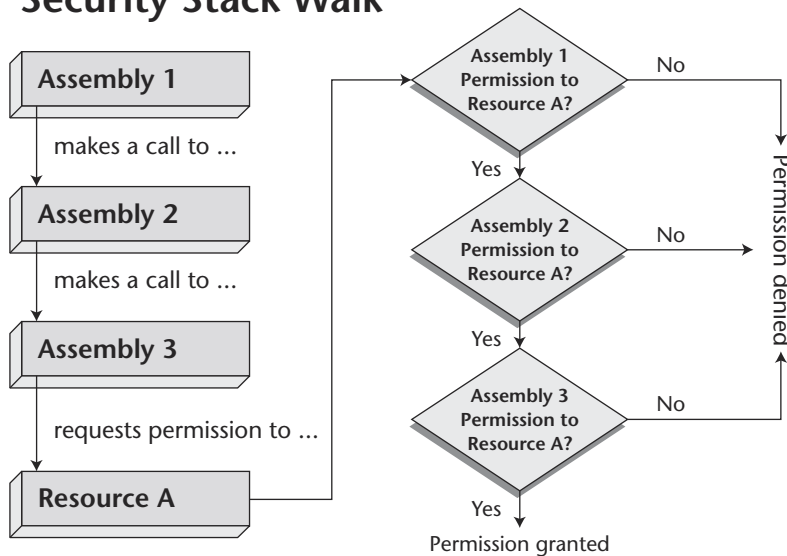 Security Stack Walk
Assembly 1
makes a call to ...
Assembly 2
makes a call to ...
Assembly 3
requests permission to ...
Resource A
Assembly 1
Permission to
Resource A?
No
Yes
Assembly 2
Permission to
Resource A?
No
Yes
Assembly 3
Permission to
Resource A?
No
Yes
Permission granted
Permission denied